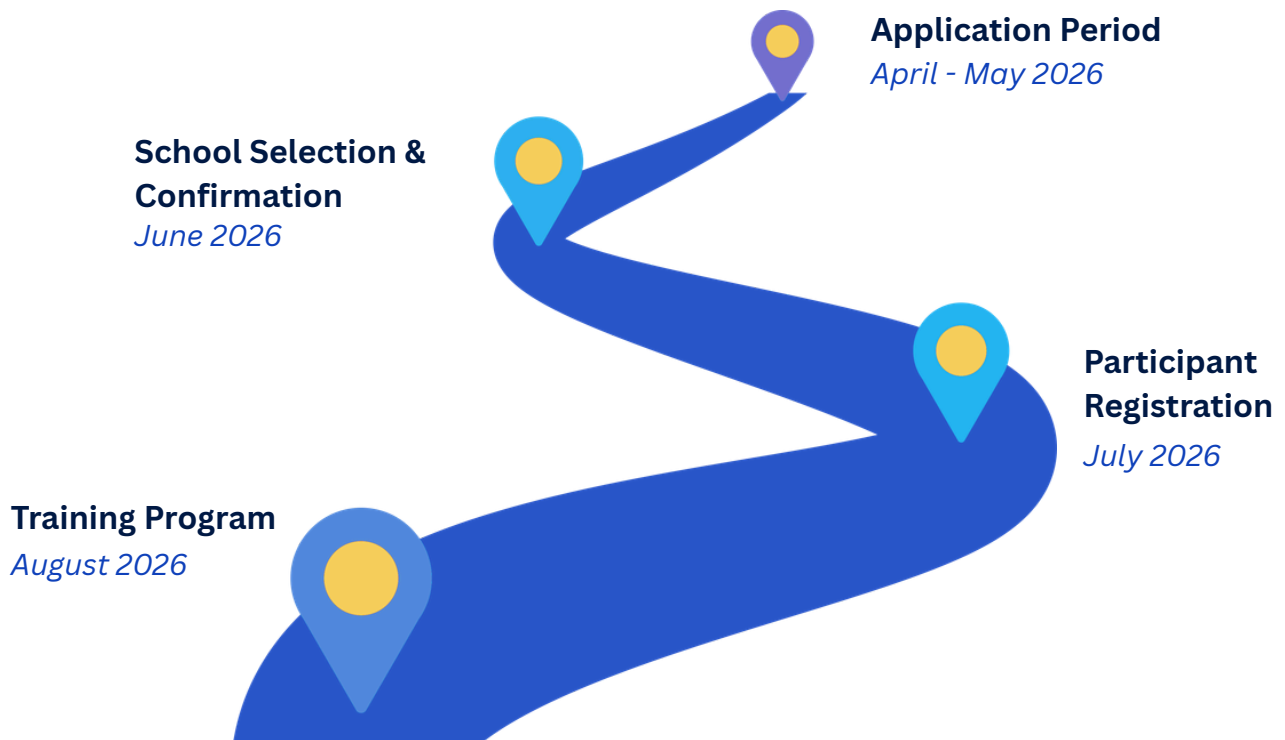 Application Period
April - May 2026
School Selection &
Confirmation
June 2026
Participant
Registration
July 2026
Training Program
August 2026